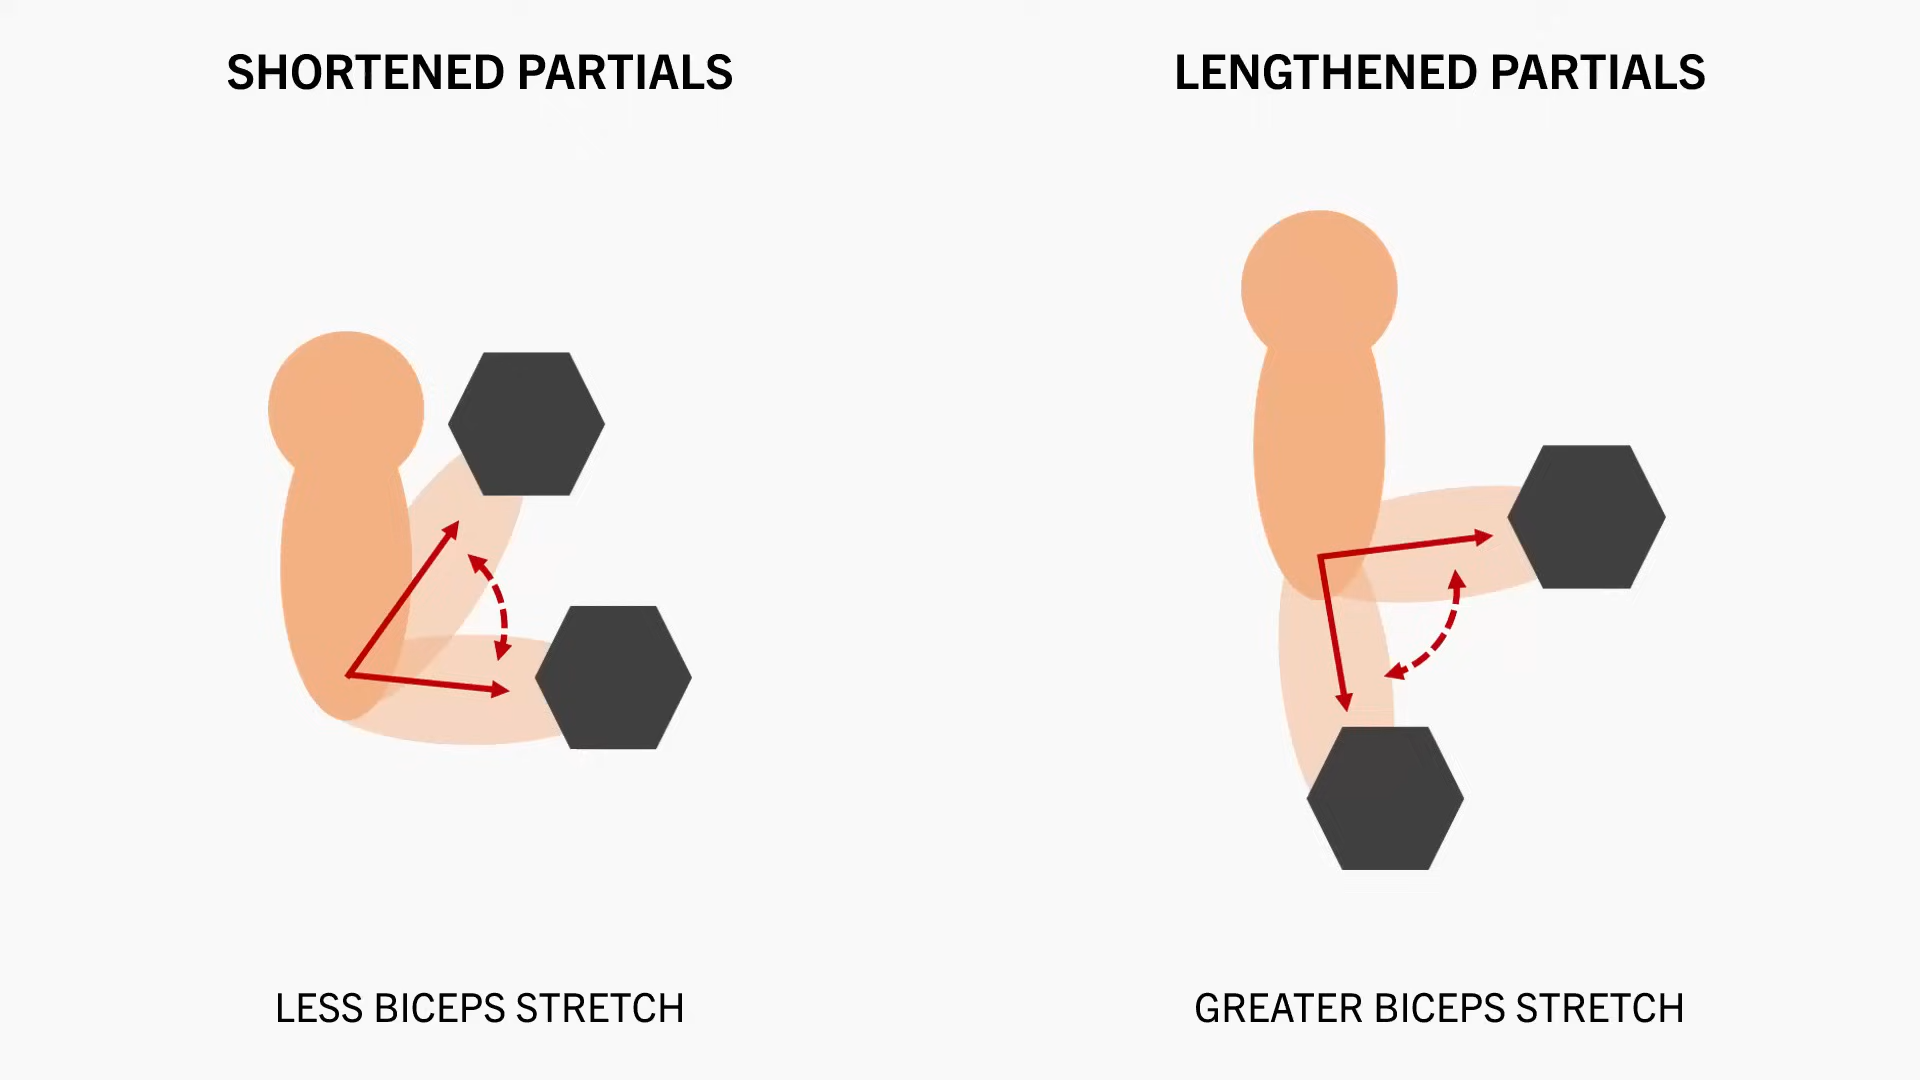 SHORTENED PARTIALS
LENGTHENED PARTIALS
LESS BICEPS STRETCH
GREATER BICEPS STRETCH